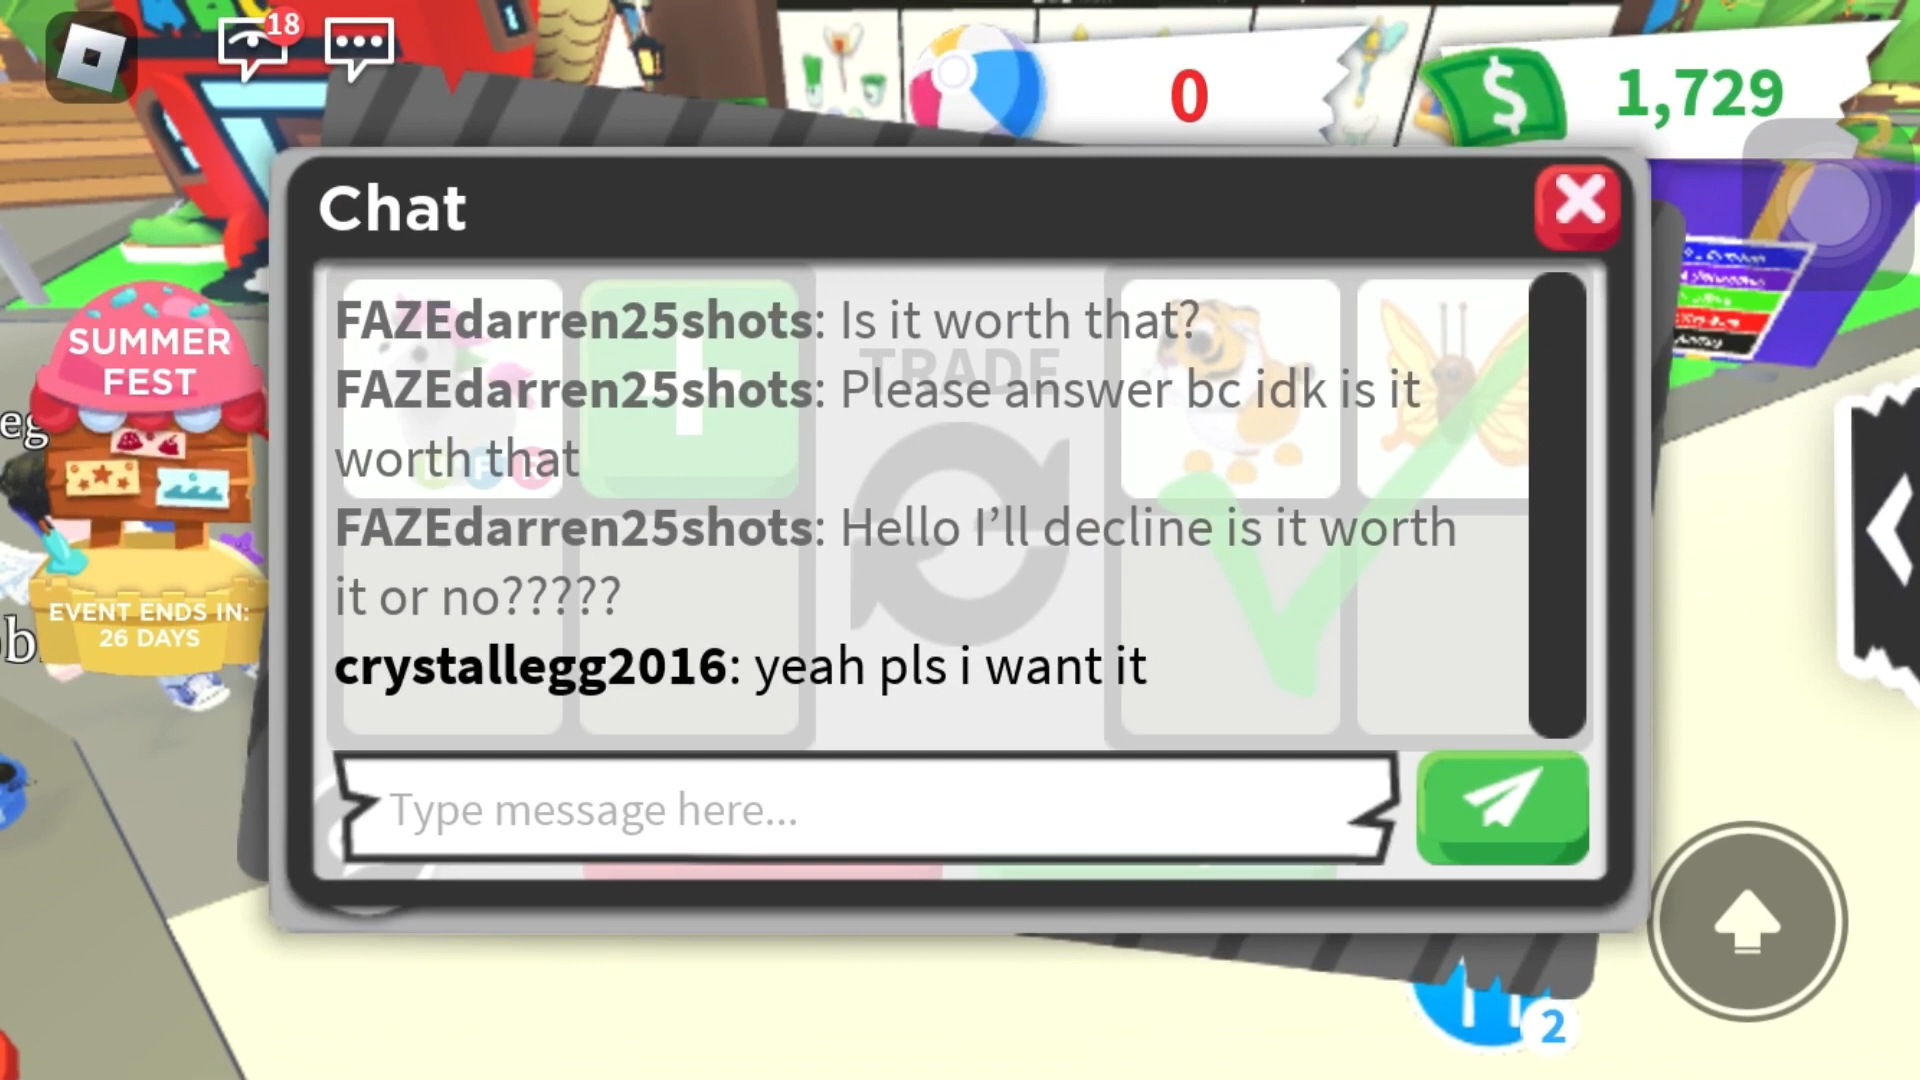 18
0
1,729
Chat
FAZEdarren25shots: Is it worth that?
FAZEdarren25shots: Please answer bc idk is it
worth that
FAZEdarren25shots: Hello I’ll decline is it worth
it or no?????
crystallegg2016: yeah pls i want it
Type message here...
TRADE
SUMMER
FEST
EVENT ENDS IN:
26 DAYS
2